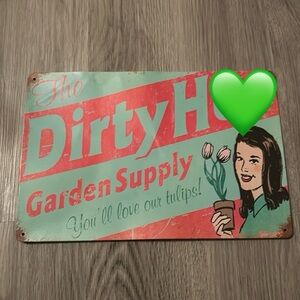 The
Dirty
Garden Supply
You'll love our tulips!